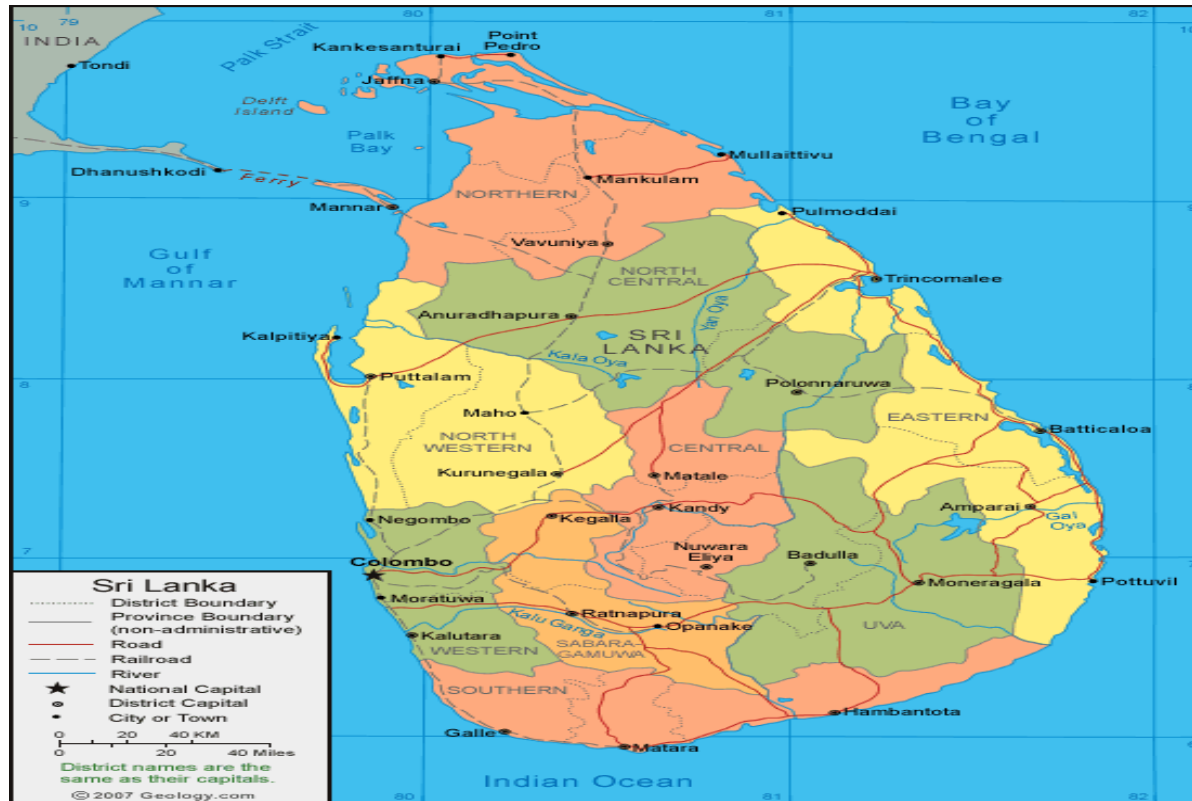 10
79
80
81
82
10
INDIA
Tondi
Palk Strait
Kankesanturai
Point
Pedro
Jaffna
Delft
Island
Palk
Bay
Bay
of
Bengal
Dhanushkodi
Ferry
Mullaittivu
Mankulam
NORTHERN
9
9
Mannar
Pulmoddai
Vavuniya
Gulf
of
Mannar
NORTH
CENTRAL
Trincomalee
Anuradhapura
Yan Oya
Kalpitiya
SRI
LANKA
Kala Oya
8
8
Puttalam
Polonnaruwa
Maho
EASTERN
NORTH
WESTERN
Batticaloa
CENTRAL
Kurunegala
Matale
Negombo
Kegalla
Kandy
Amparai
Gal
Oya
7
7
Colombo
Nuwara
Eliya
Badulla
Moneragala
Pottuvil
Moratuwa
Ratnapura
Kalu Ganga
Opanake
UVA
Kalutara
WESTERN
SABARA-
GAMUWA
SOUTHERN
Hambantota
Galle
Matara
Indian Ocean
80
81
82
Sri Lanka
District Boundary
Province Boundary
(non-administrative)
Road
Railroad
River
National Capital
District Capital
City or Town
0 20 40 KM
0 20 40 Miles
District names are the
same as their capitals.
© 2007 Geology.com